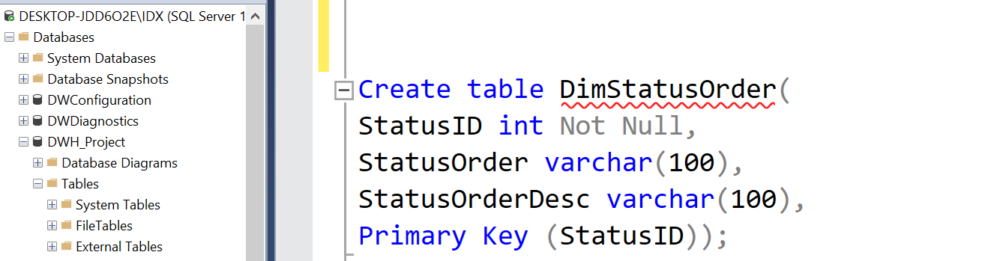 DESKTOP-JDD6O2E\IDX (SQL Server 1
Databases
System Databases
Database Snapshots
DWConfiguration
DWDiagnostics
DWH_Project
Database Diagrams
Tables
System Tables
FileTables
External Tables
Create table DimStatusOrder(
StatusID int Not Null,
StatusOrder varchar(100),
StatusOrderDesc varchar(100),
Primary Key (StatusID));